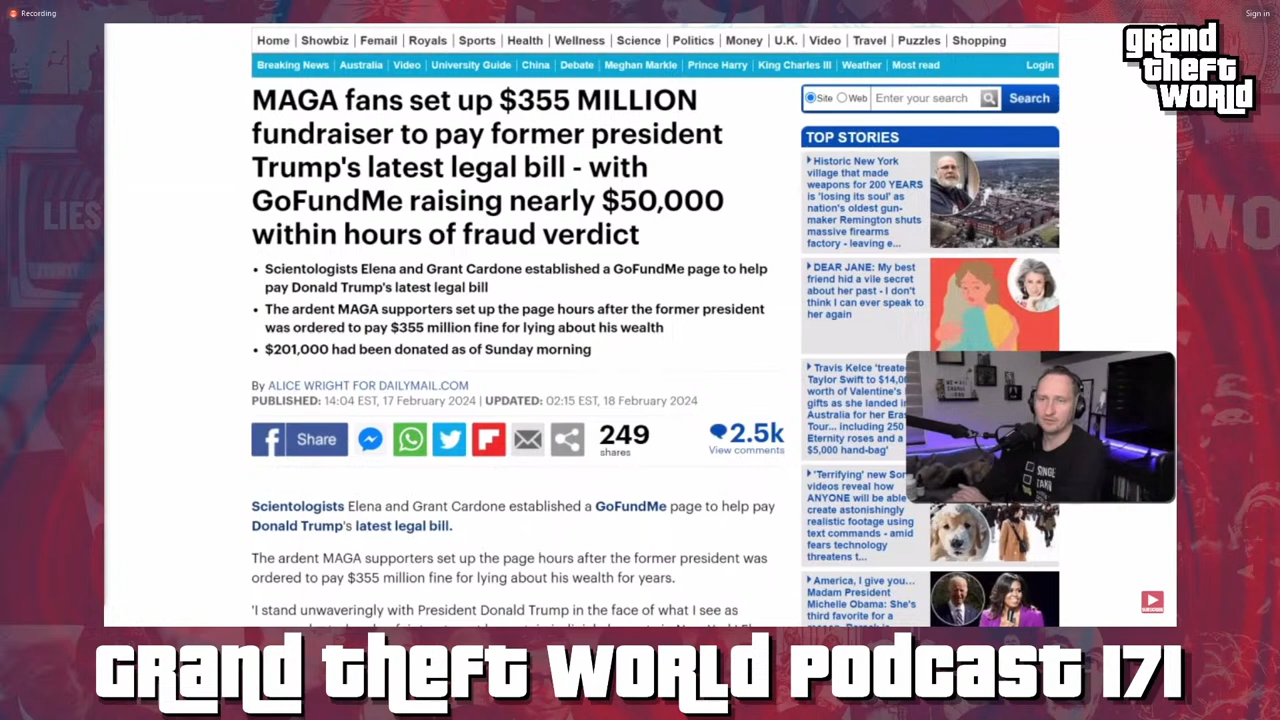 Recording
Sign in
grand
theft
world
Home | Showbiz | Femail | Royals | Sports | Health | Wellness | Science | Politics | Money | U.K. | Video | Travel | Puzzles | Shopping
Breaking News | Australia | Video | University Guide | China | Debate | Meghan Markle | Prince Harry | King Charles III | Weather | Most read
Login
MAGA fans set up $355 MILLION
fundraiser to pay former president
Trump's latest legal bill - with
GoFundMe raising nearly $50,000
within hours of fraud verdict
• Scientologists Elena and Grant Cardone established a GoFundMe page to help
pay Donald Trump's latest legal bill
• The ardent MAGA supporters set up the page hours after the former president
was ordered to pay $355 million fine for lying about his wealth
• $201,000 had been donated as of Sunday morning
By ALICE WRIGHT FOR DAILYMAIL.COM
PUBLISHED: 14:04 EST, 17 February 2024 | UPDATED: 02:15 EST, 18 February 2024
Share
249
shares
2.5k
View comments
Scientologists Elena and Grant Cardone established a GoFundMe page to help pay
Donald Trump's latest legal bill.
The ardent MAGA supporters set up the page hours after the former president was
ordered to pay $355 million fine for lying about his wealth for years.
'I stand unwaveringly with President Donald Trump in the face of what I see as
Site Web Enter your search Search
TOP STORIES
Historic New York
village that made
weapons for 200 YEARS
is 'losing its soul' as
nation's oldest gun-
maker Remington shuts
massive firearms
factory - leaving e...
DEAR JANE: My best
friend hid a vile secret
about her past - I don't
think I can ever speak to
her again
Travis Kelce 'treate
Taylor Swift to $14,0
worth of Valentine's
gifts as she landed i
Australia for her Era
Tour... including 250
Eternity roses and a
$5,000 hand-bag'
'Terrifying' new Sor
videos reveal how
ANYONE will be able
create astonishingly
realistic footage using
text commands - amid
fears technology
threatens t...
America, I give you...
Madam President
Michelle Obama: She's
third favorite for a
SINGLE
TAKEN
LIES
SUBSCRIBE
GRAND THEFT WORLD PODCAST 171